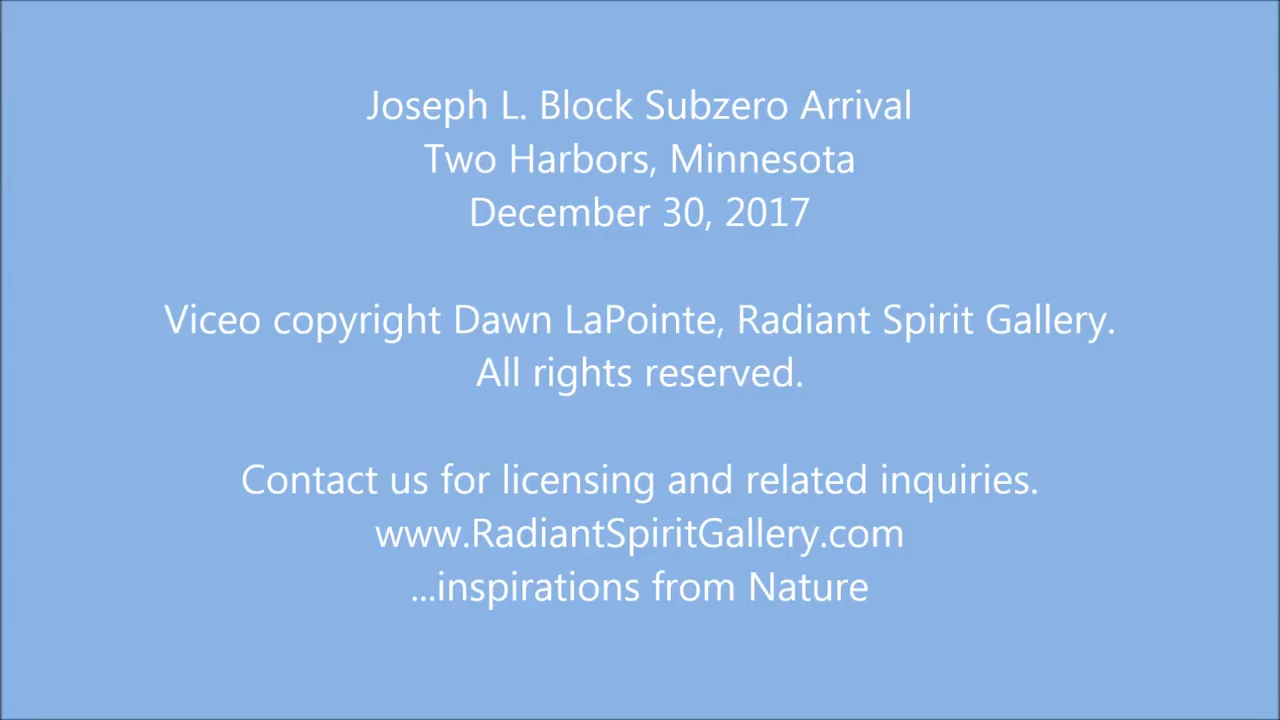 Joseph L. Block Subzero Arrival
Two Harbors, Minnesota
December 30, 2017
Viceo copyright Dawn LaPointe, Radiant Spirit Gallery.
All rights reserved.
Contact us for licensing and related inquiries.
www.RadiantSpiritGallery.com
...inspirations from Nature